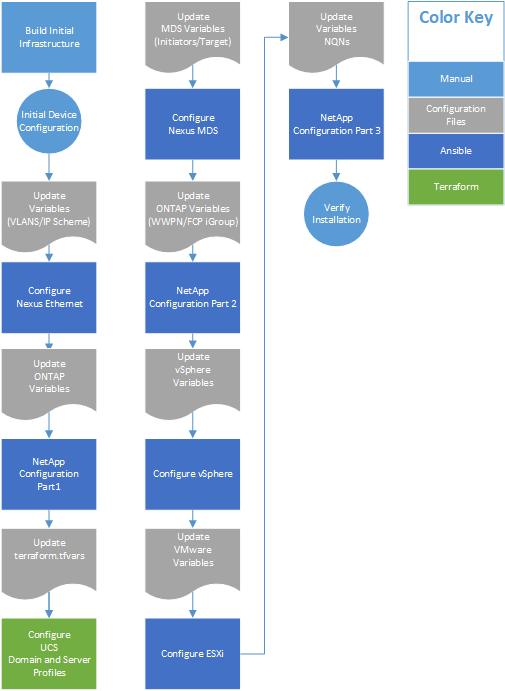 Build Initial
Infrastructure
Initial Device
Configuration
Update
Variables
(VLANS/IP Scheme)
Configure
Nexus Ethernet
Update
ONTAP
Variables
NetApp
Configuration
Part1
Update
terraform.tfvars
Configure
UCS
Domain and Server
Profiles
Update
MDS Variables
(Initiators/Target)
Configure
Nexus MDS
Update
ONTAP Variables
(WWPN/FCP iGroup)
NetApp
Configuration Part 2
Update
vSphere
Variables
Configure vSphere
Update
VMware
Variables
Configure ESXi
Update
Variables
NQNs
NetApp
Configuration Part 3
Verify
Installation
Color Key
Manual
Configuration
Files
Ansible
Terraform